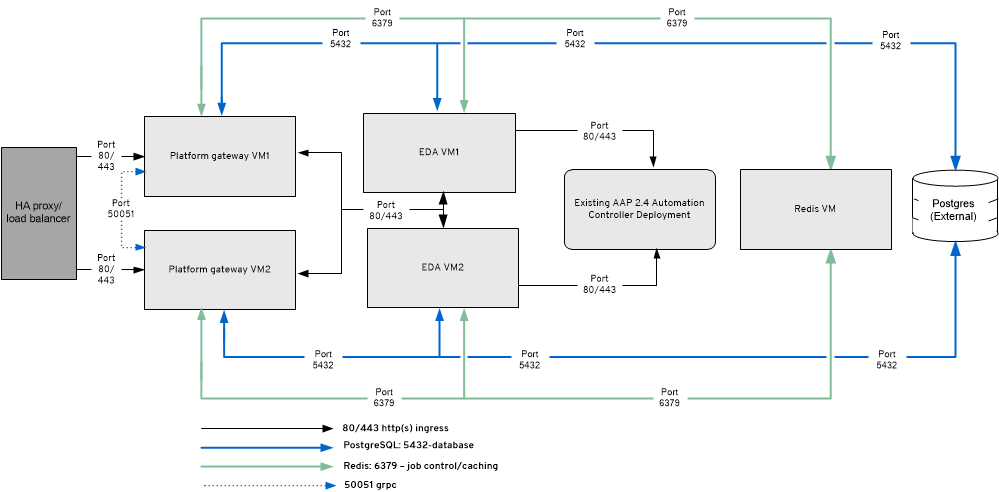 Port
6379
Port
6379
Port
5432
Port
5432
Port
5432
Port
80/
443
Platform gateway VM1
EDA VM1
Port
80/443
HA proxy/
load balancer
Port
50051
Port
80/443
Existing AAP 2.4 Automation
Controller Deployment
Redis VM
Postgres
(External)
Port
80/
443
Platform gateway VM2
EDA VM2
Port
80/443
Port
5432
Port
5432
Port
5432
Port
6379
Port
6379
80/443 http(s) ingress
PostgreSQL: 5432-database
Redis: 6379 – job control/caching
50051 grpc